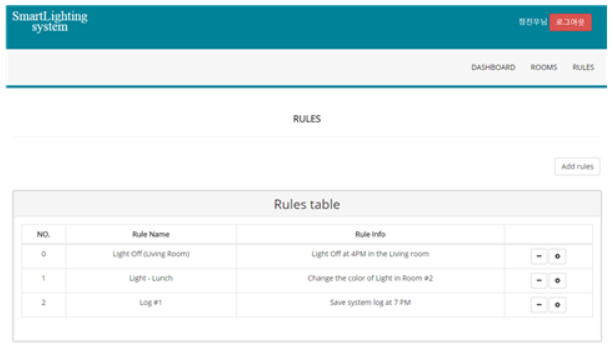 SmartLighting
system
정진우님 로그아웃
DASHBOARD ROOMS RULES
RULES
Add rules
Rules table
NO. Rule Name Rule Info
0 Light Off (Living Room) Light Off at 4PM in the Living room
1 Light - Lunch Change the color of Light in Room #2
2 Log #1 Save system log at 7 PM